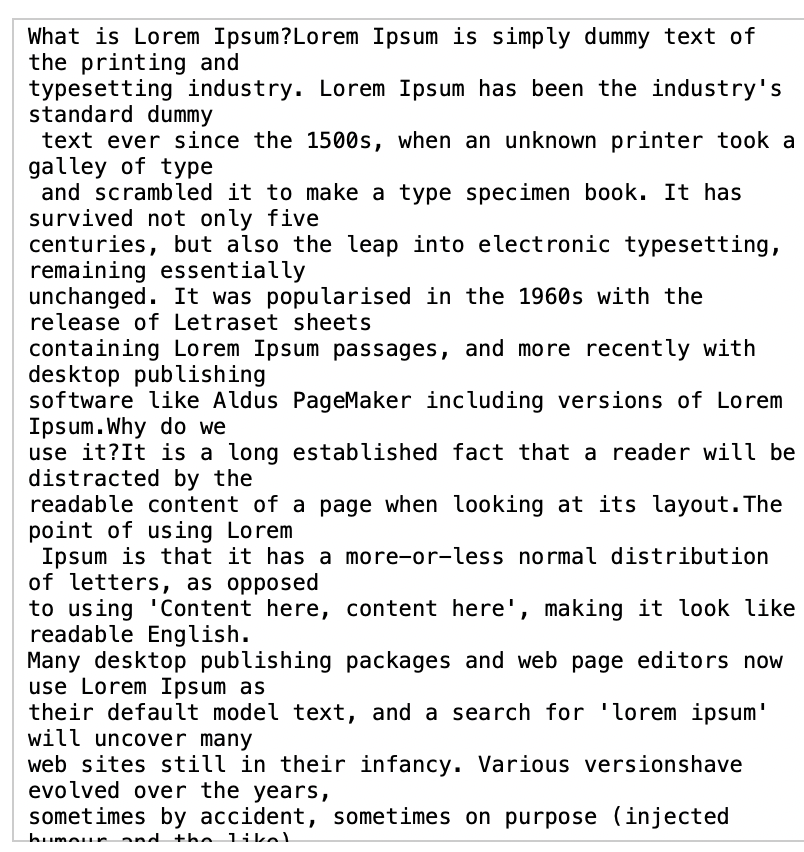 What is Lorem Ipsum?Lorem Ipsum is simply dummy text of
the printing and
typesetting industry. Lorem Ipsum has been the industry's
standard dummy
 text ever since the 1500s, when an unknown printer took a
galley of type
 and scrambled it to make a type specimen book. It has
survived not only five
centuries, but also the leap into electronic typesetting,
remaining essentially
unchanged. It was popularised in the 1960s with the
release of Letraset sheets
containing Lorem Ipsum passages, and more recently with
desktop publishing
software like Aldus PageMaker including versions of Lorem
Ipsum.Why do we
use it?It is a long established fact that a reader will be
distracted by the
readable content of a page when looking at its layout.The
point of using Lorem
 Ipsum is that it has a more-or-less normal distribution
of letters, as opposed
to using 'Content here, content here', making it look like
readable English.
Many desktop publishing packages and web page editors now
use Lorem Ipsum as
their default model text, and a search for 'lorem ipsum'
will uncover many
web sites still in their infancy. Various versionshave
evolved over the years,
sometimes by accident, sometimes on purpose (injected
humour and the like)